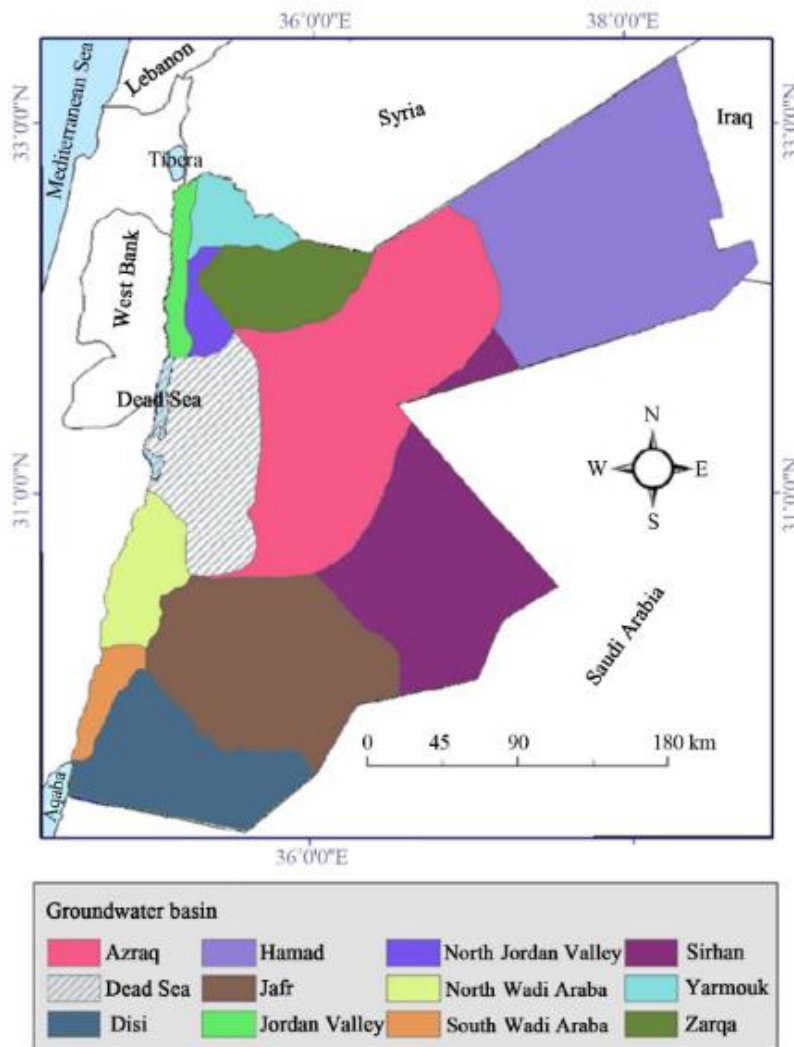 36°0'0"E 38°0'0"E
Mediterranean Sea
Lebanon
Syria
Iraq
33°0'0"N
33°0'0"N
Tibera
West Bank
Dead Sea
N
W E
S
31°0'0"N
31°0'0"N
Saudi Arabia
0 45 90 180 km
Aqaba
36°0'0"E 38°0'0"E
Groundwater basin
Azraq Hamad North Jordan Valley Sirhan
Dead Sea Jafr North Wadi Araba Yarmouk
Disi Jordan Valley South Wadi Araba Zarqa